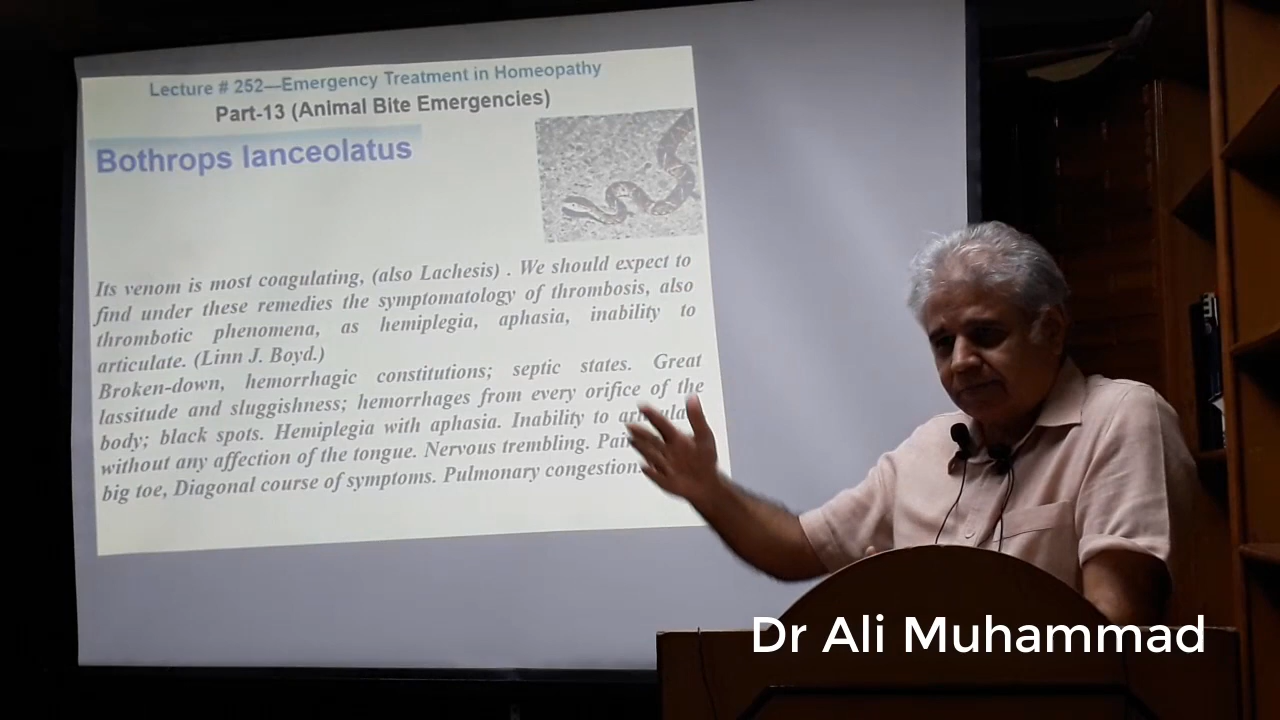 Lecture # 252—Emergency Treatment in Homeopathy
Part-13 (Animal Bite Emergencies)
Bothrops lanceolatus
Its venom is most coagulating, (also Lachesis) . We should expect to
find under these remedies the symptomatology of thrombosis, also
thrombotic phenomena, as hemiplegia, aphasia, inability to
articulate. (Linn J. Boyd.)
Broken-down, hemorrhagic constitutions; septic states. Great
lassitude and sluggishness; hemorrhages from every orifice of the
body; black spots. Hemiplegia with aphasia. Inability to
without any affection of the tongue. Nervous trembling.
big toe, Diagonal course of symptoms. Pulmonary congestion.
Dr Ali Muhammad